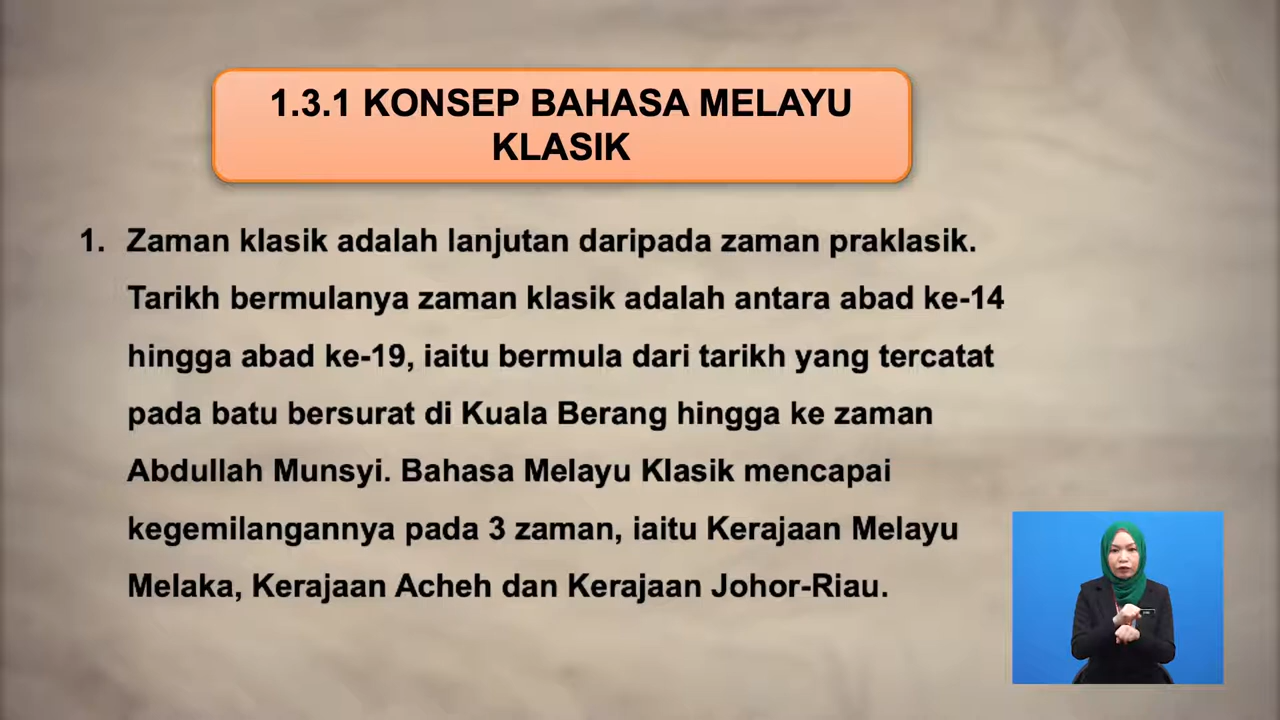 1.3.1 KONSEP BAHASA MELAYU
KLASIK
1. Zaman klasik adalah lanjutan daripada zaman praklasik.
Tarikh bermulanya zaman klasik adalah antara abad ke-14
hingga abad ke-19, iaitu bermula dari tarikh yang tercatat
pada batu bersurat di Kuala Berang hingga ke zaman
Abdullah Munsyi. Bahasa Melayu Klasik mencapai
kegemilangannya pada 3 zaman, iaitu Kerajaan Melayu
Melaka, Kerajaan Acheh dan Kerajaan Johor-Riau.